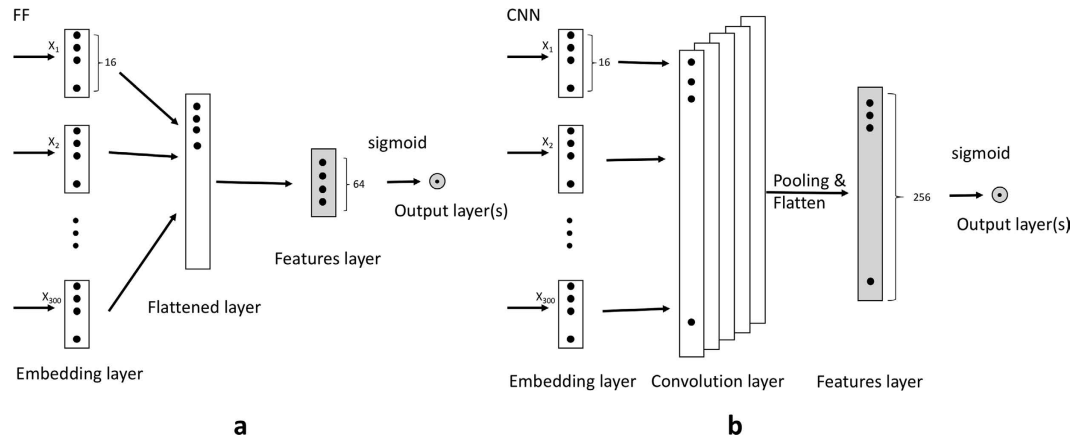 FF
X1
16
X2
X300
Embedding layer
Flattened layer
64
Features layer
sigmoid
Output layer(s)
a
CNN
X1
16
X2
X300
Embedding layer
Convolution layer
Pooling &
Flatten
256
Features layer
sigmoid
Output layer(s)
b